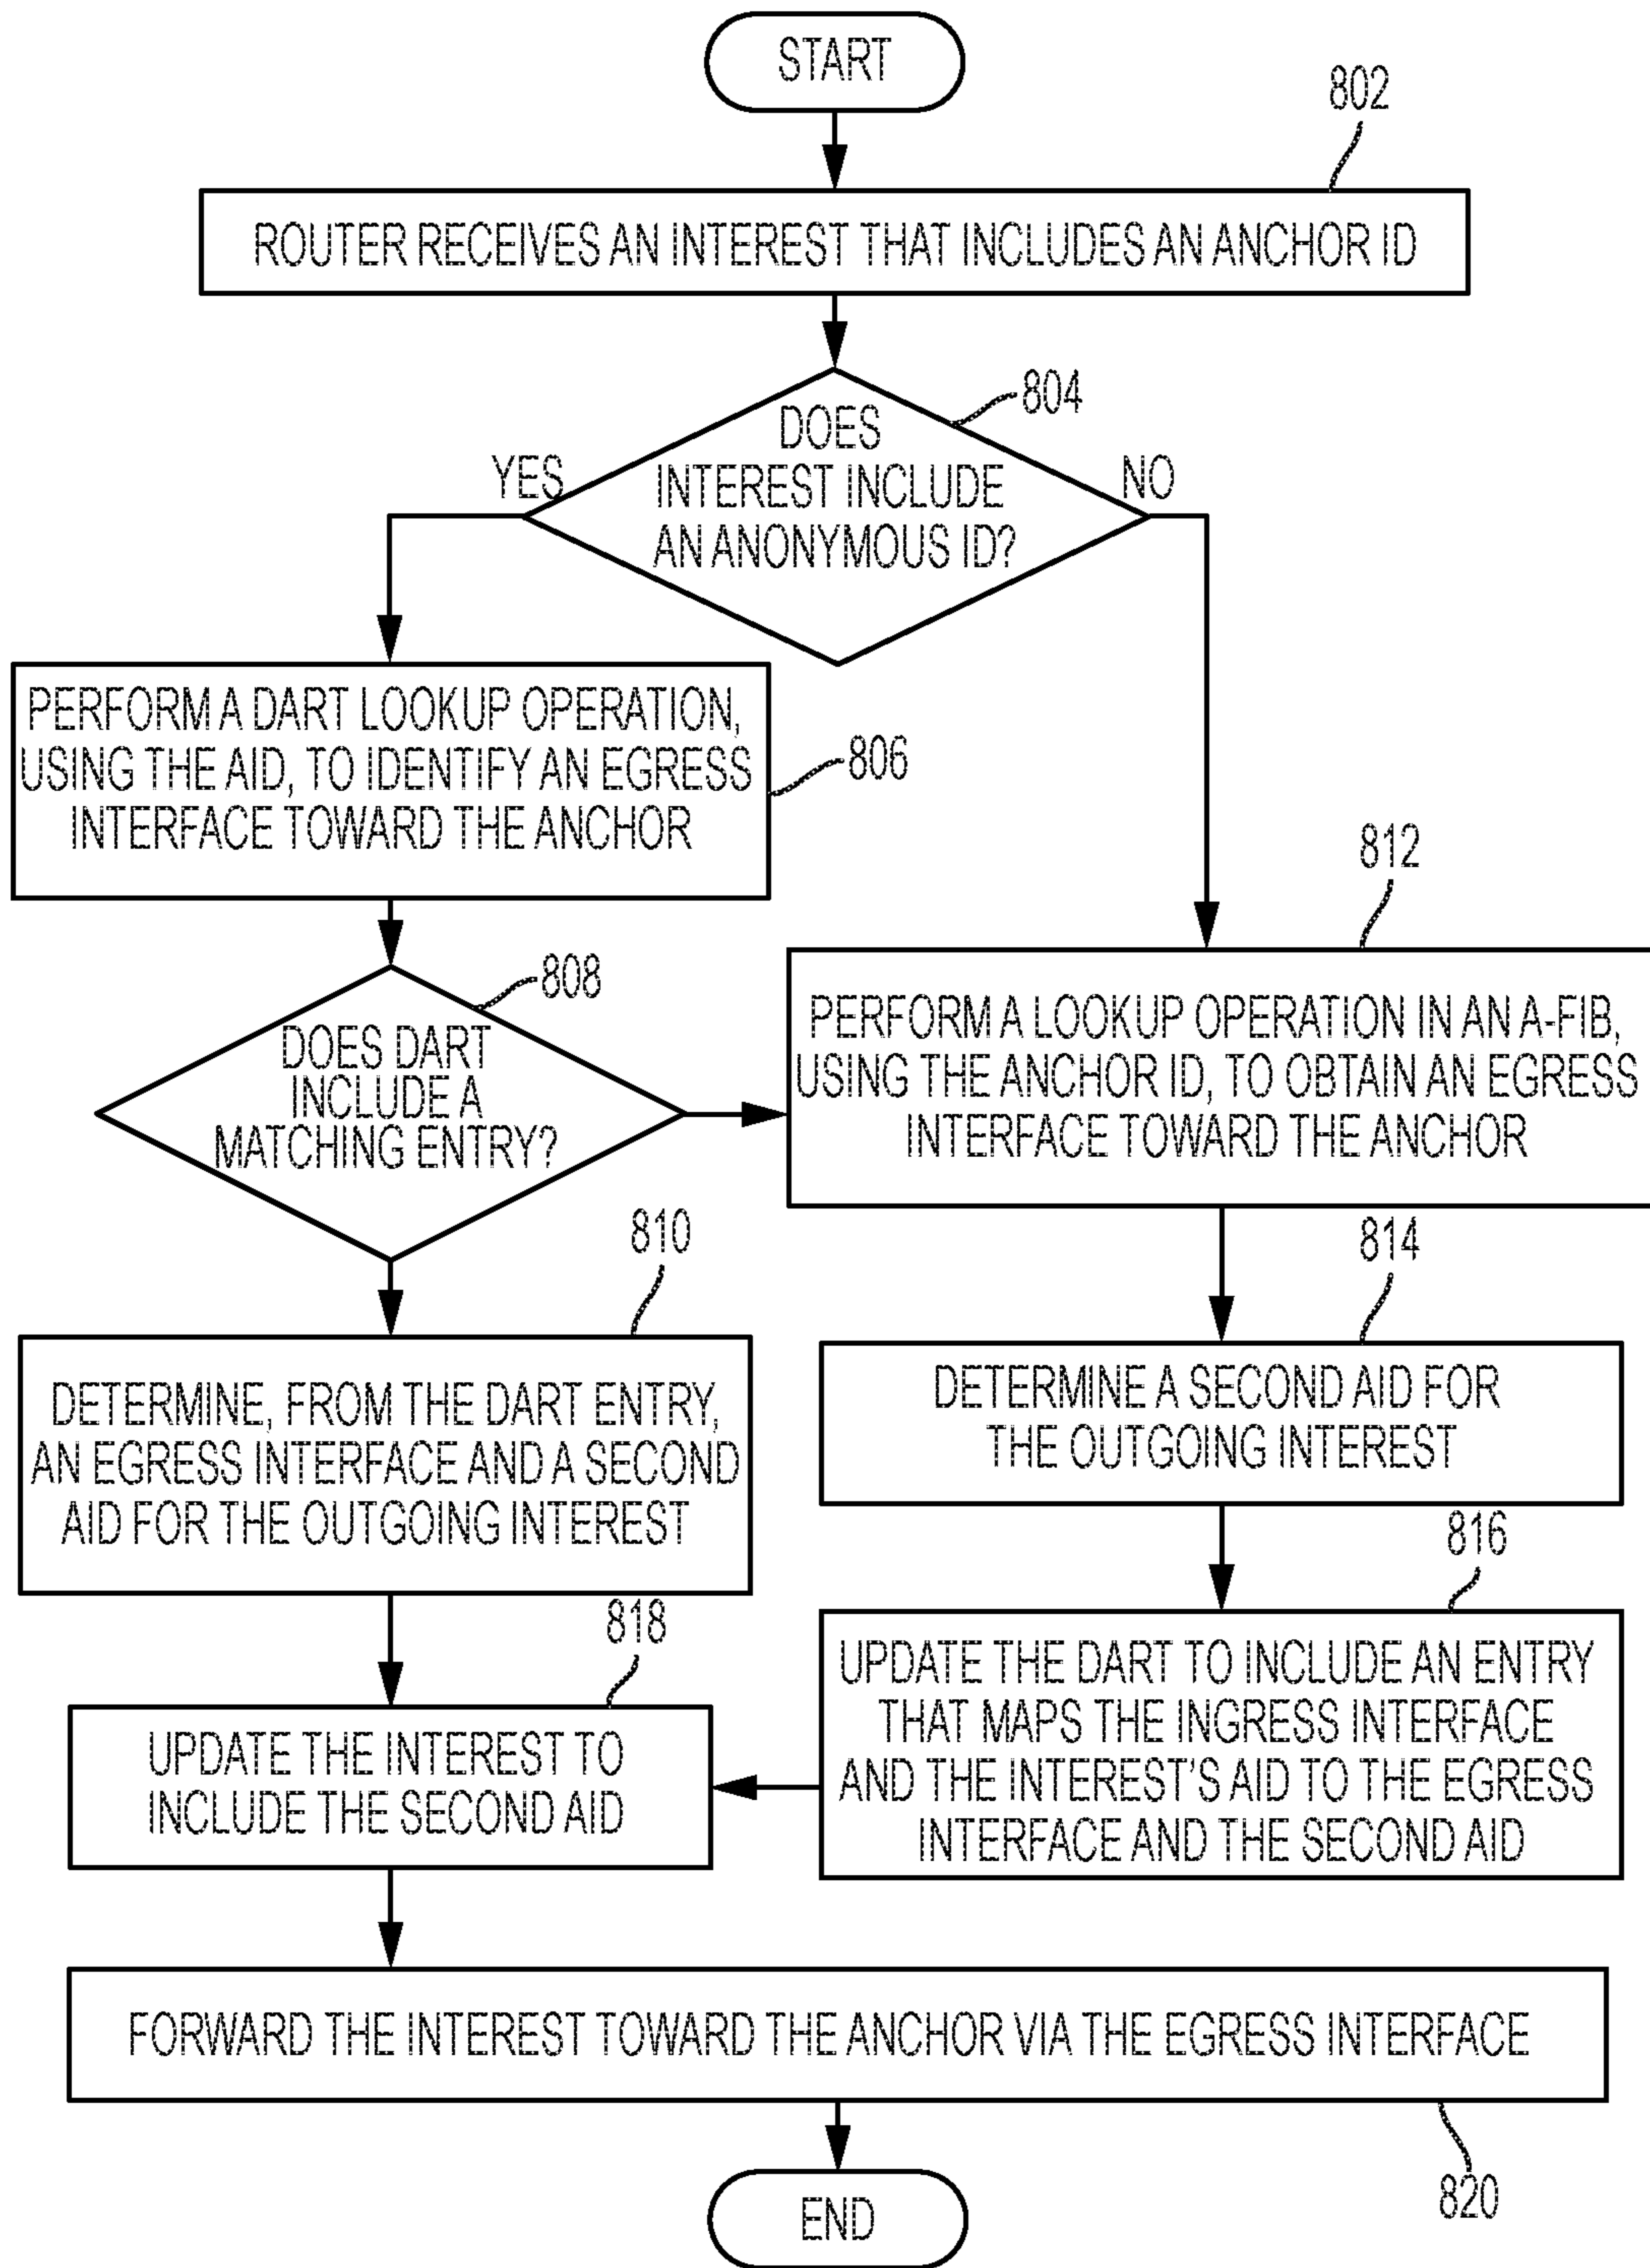 START
802
ROUTER RECEIVES AN INTEREST THAT INCLUDES AN ANCHOR ID
804
DOES
INTEREST INCLUDE
AN ANONYMOUS ID?
YES
NO
PERFORM A DART LOOKUP OPERATION,
USING THE AID, TO IDENTIFY AN EGRESS
INTERFACE TOWARD THE ANCHOR
806
808
DOES DART
INCLUDE A
MATCHING ENTRY?
812
PERFORM A LOOKUP OPERATION IN AN A-FIB,
USING THE ANCHOR ID, TO OBTAIN AN EGRESS
INTERFACE TOWARD THE ANCHOR
810
DETERMINE, FROM THE DART ENTRY,
AN EGRESS INTERFACE AND A SECOND
AID FOR THE OUTGOING INTEREST
814
DETERMINE A SECOND AID FOR
THE OUTGOING INTEREST
816
UPDATE THE DART TO INCLUDE AN ENTRY
THAT MAPS THE INGRESS INTERFACE
AND THE INTEREST'S AID TO THE EGRESS
INTERFACE AND THE SECOND AID
818
UPDATE THE INTEREST TO
INCLUDE THE SECOND AID
FORWARD THE INTEREST TOWARD THE ANCHOR VIA THE EGRESS INTERFACE
820
END